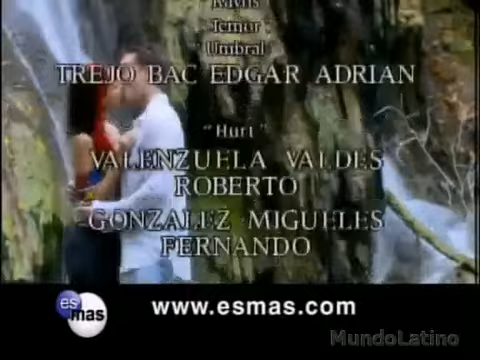 "Temor"
"Umbral"
TREJO BAC EDGAR ADRIAN
"Hurt"
VALENZUELA VALDES
ROBERTO
GONZALEZ MIGUELES
FERNANDO
es
mas
www.esmas.com
MundoLatino